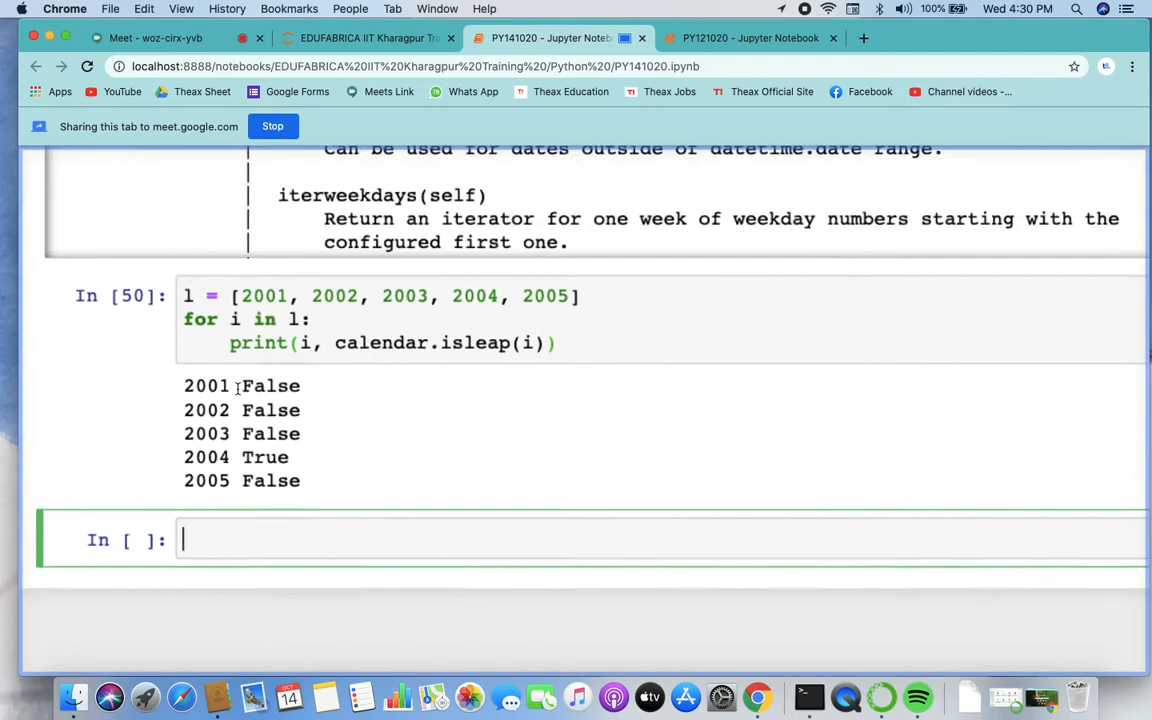 Chrome File Edit View History Bookmarks People Tab Window Help 100% Wed 4:30 PM
Meet - woz-cirx-yvb EDUFABRICA IIT Kharagpur Tra PY141020 - Jupyter Notebo PY121020 - Jupyter Notebook
localhost:8888/notebooks/EDUFABRICA%20IIT%20Kharagpur%20Training%20/Python%20/PY141020.ipynb
Apps YouTube Theax Sheet Google Forms Meets Link Whats App Theax Education Theax Jobs Theax Official Site Facebook Channel videos -...
Sharing this tab to meet.google.com Stop
Can be used for dates outside of datetime.date range.
iterweekdays(self)
Return an iterator for one week of weekday numbers starting with the
configured first one.
In [50]: l = [2001, 2002, 2003, 2004, 2005]
for i in l:
print(i, calendar.isleap(i))
2001 False
2002 False
2003 False
2004 True
2005 False
In [ ]:
OCT
14
tv